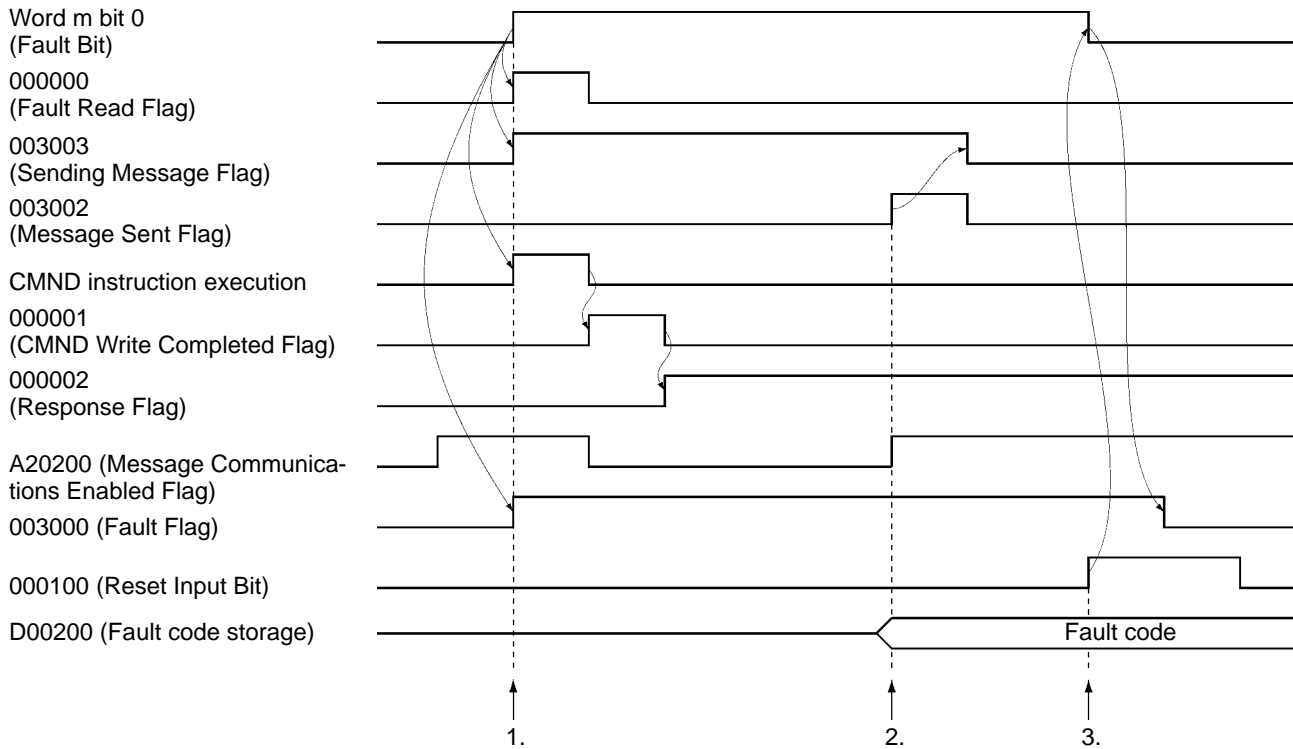 Word m bit 0
(Fault Bit)
000000
(Fault Read Flag)
003003
(Sending Message Flag)
003002
(Message Sent Flag)
CMND instruction execution
000001
(CMND Write Completed Flag)
000002
(Response Flag)
A20200 (Message Communica-
tions Enabled Flag)
003000 (Fault Flag)
000100 (Reset Input Bit)
D00200 (Fault code storage)
Fault code
1.
2.
3.